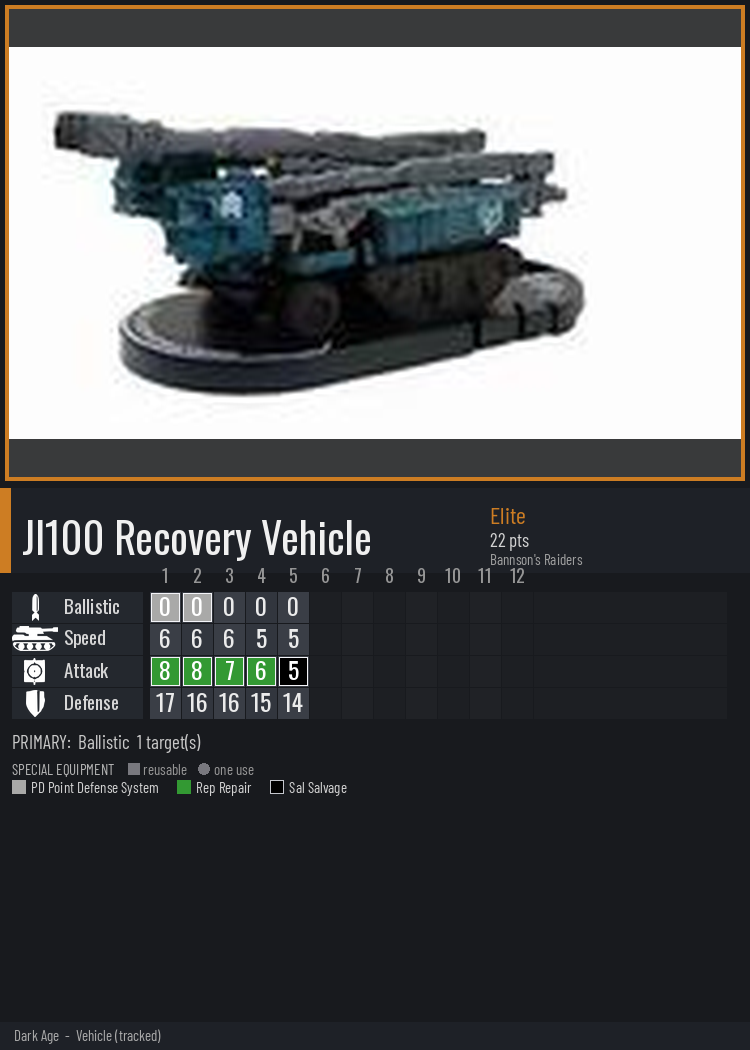 JI100 Recovery Vehicle
Elite
22 pts
Bannson's Raiders
1 2 3 4 5 6 7 8 9 10 11 12
Ballistic 0 0 0 0 0
Speed 6 6 6 5 5
Attack 8 8 7 6 5
Defense 17 16 16 15 14
PRIMARY: Ballistic 1 target(s)
SPECIAL EQUIPMENT reusable one use
PD Point Defense System Rep Repair Sal Salvage
Dark Age - Vehicle (tracked)